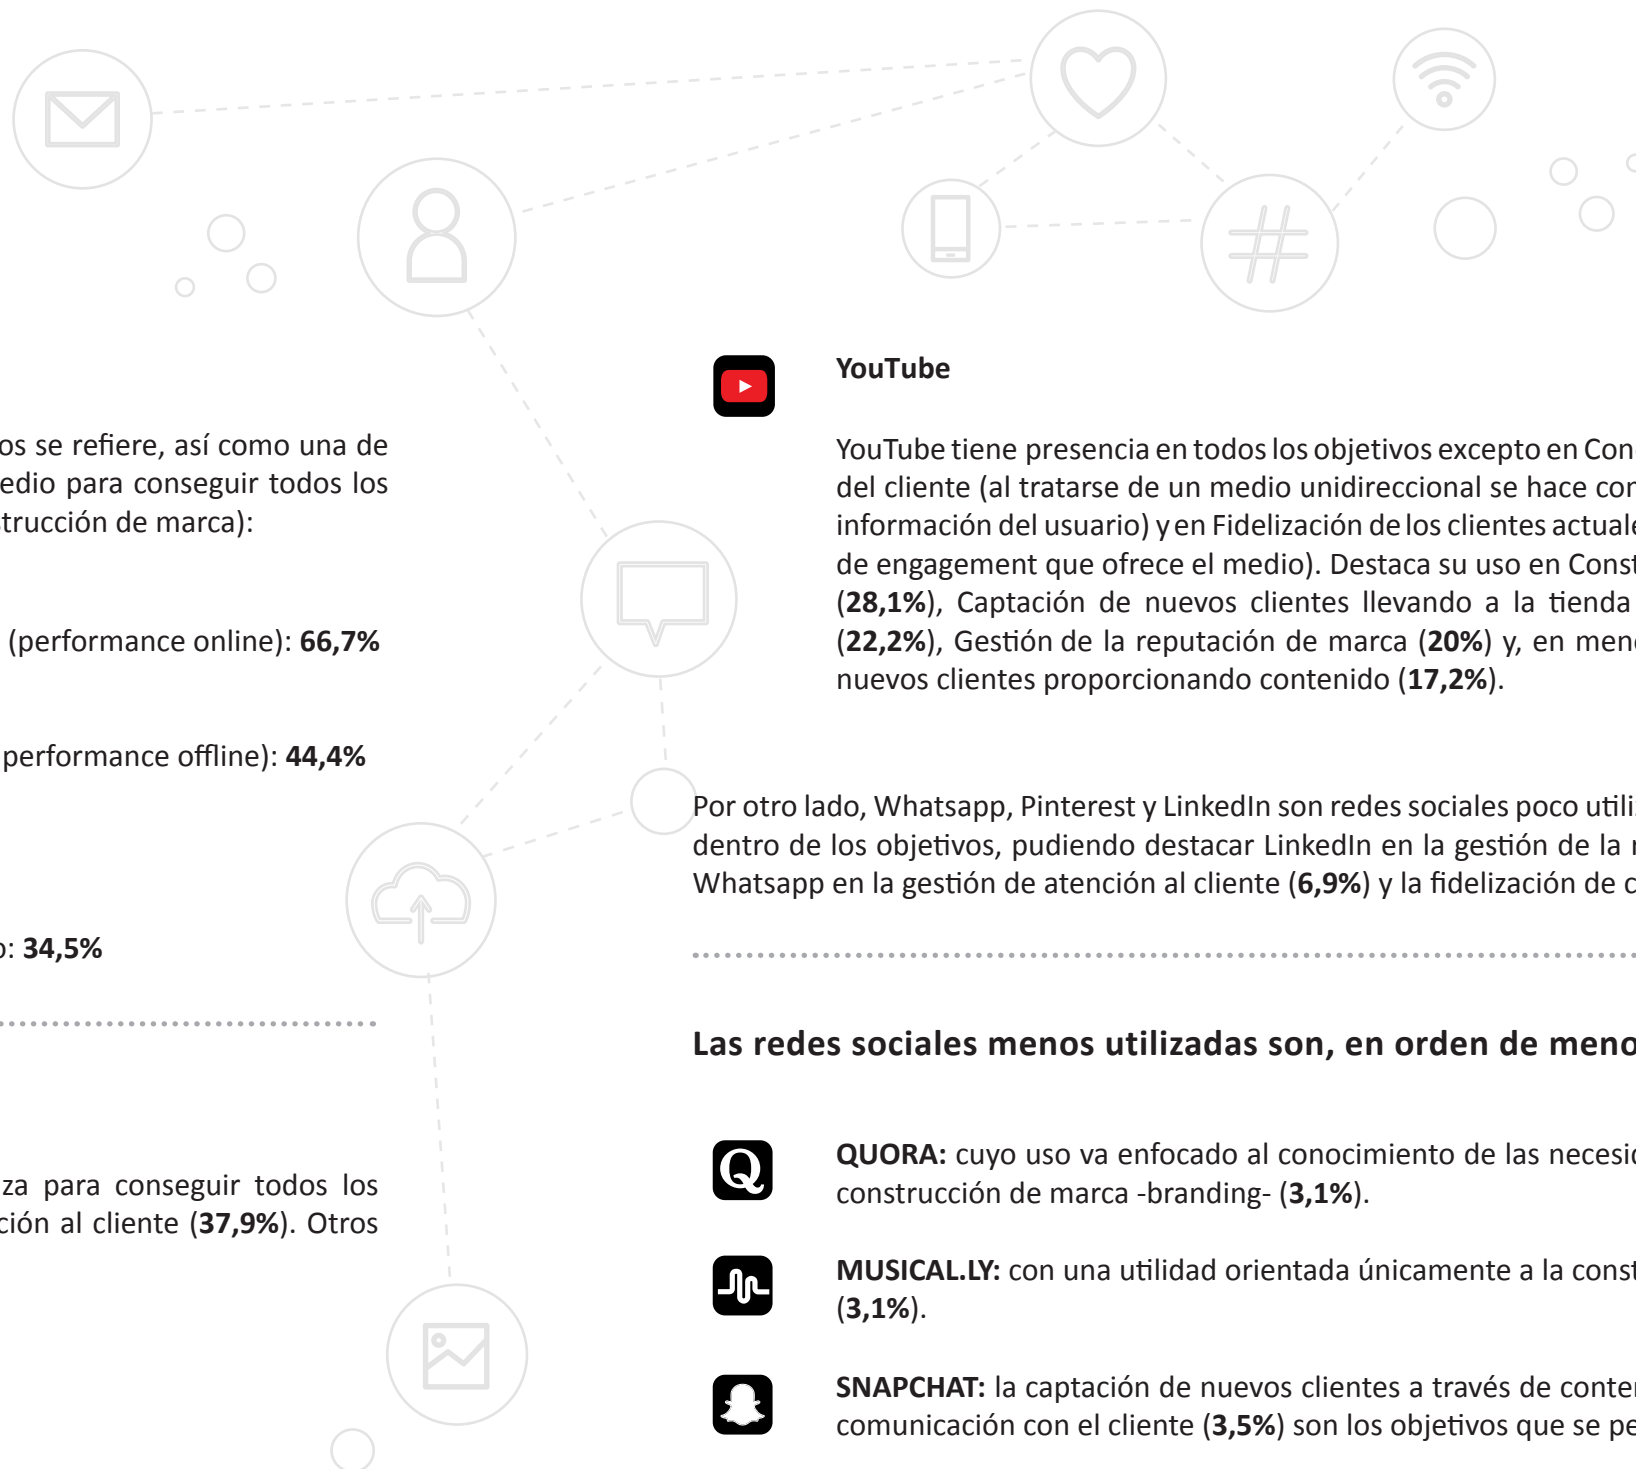 os se refiere, así como una de
edio para conseguir todos los
strucción de marca):
(performance online): 66,7%
performance offline): 44,4%
o: 34,5%
za para conseguir todos los
ción al cliente (37,9%). Otros
YouTube
YouTube tiene presencia en todos los objetivos excepto en Con
del cliente (al tratarse de un medio unidireccional se hace con
información del usuario) y en Fidelización de los clientes actuale
de engagement que ofrece el medio). Destaca su uso en Const
(28,1%), Captación de nuevos clientes llevando a la tienda
(22,2%), Gestión de la reputación de marca (20%) y, en men
nuevos clientes proporcionando contenido (17,2%).
Por otro lado, Whatsapp, Pinterest y LinkedIn son redes sociales poco utiliz
dentro de los objetivos, pudiendo destacar LinkedIn en la gestión de la
Whatsapp en la gestión de atención al cliente (6,9%) y la fidelización de c
Las redes sociales menos utilizadas son, en orden de meno
QUORA: cuyo uso va enfocado al conocimiento de las necesid
construcción de marca -branding- (3,1%).
MUSICAL.LY: con una utilidad orientada únicamente a la const
(3,1%).
SNAPCHAT: la captación de nuevos clientes a través de conten
comunicación con el cliente (3,5%) son los objetivos que se pe